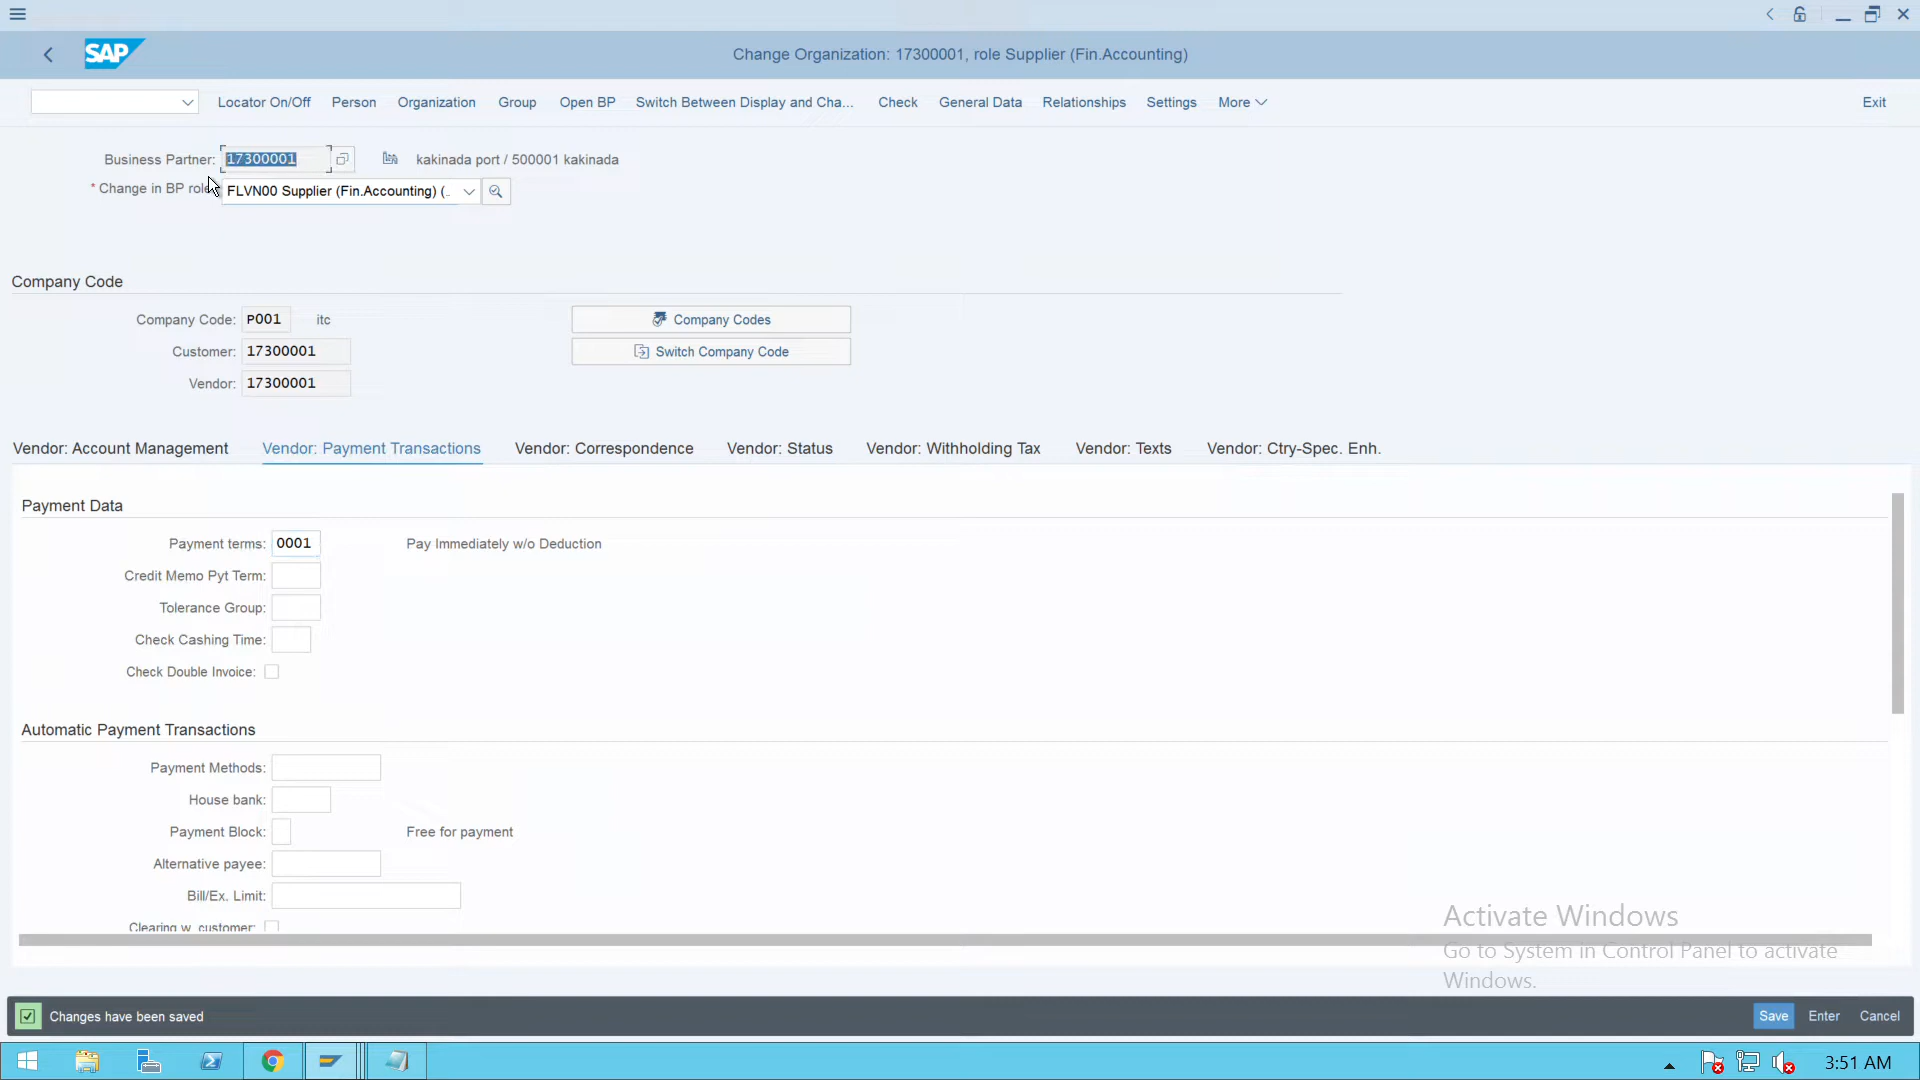 SAP
Change Organization: 17300001, role Supplier (Fin.Accounting)
Locator On/Off Person Organization Group Open BP Switch Between Display and Cha... Check General Data Relationships Settings More Exit
Business Partner: 17300001 kakinada port / 500001 kakinada
* Change in BP role FLVN00 Supplier (Fin.Accounting) (..
Company Code
Company Code: P001 itc Company Codes
Customer: 17300001 Switch Company Code
Vendor: 17300001
Vendor: Account Management Vendor: Payment Transactions Vendor: Correspondence Vendor: Status Vendor: Withholding Tax Vendor: Texts Vendor: Ctry-Spec. Enh.
Payment Data
Payment terms: 0001 Pay Immediately w/o Deduction
Credit Memo Pyt Term:
Tolerance Group:
Check Cashing Time:
Check Double Invoice:
Automatic Payment Transactions
Payment Methods:
House bank:
Payment Block: Free for payment
Alternative payee:
Bill/Ex. Limit:
Clearing w. customer:
Activate Windows
Go to System in Control Panel to activate
Windows.
Changes have been saved Save Enter Cancel
3:51 AM